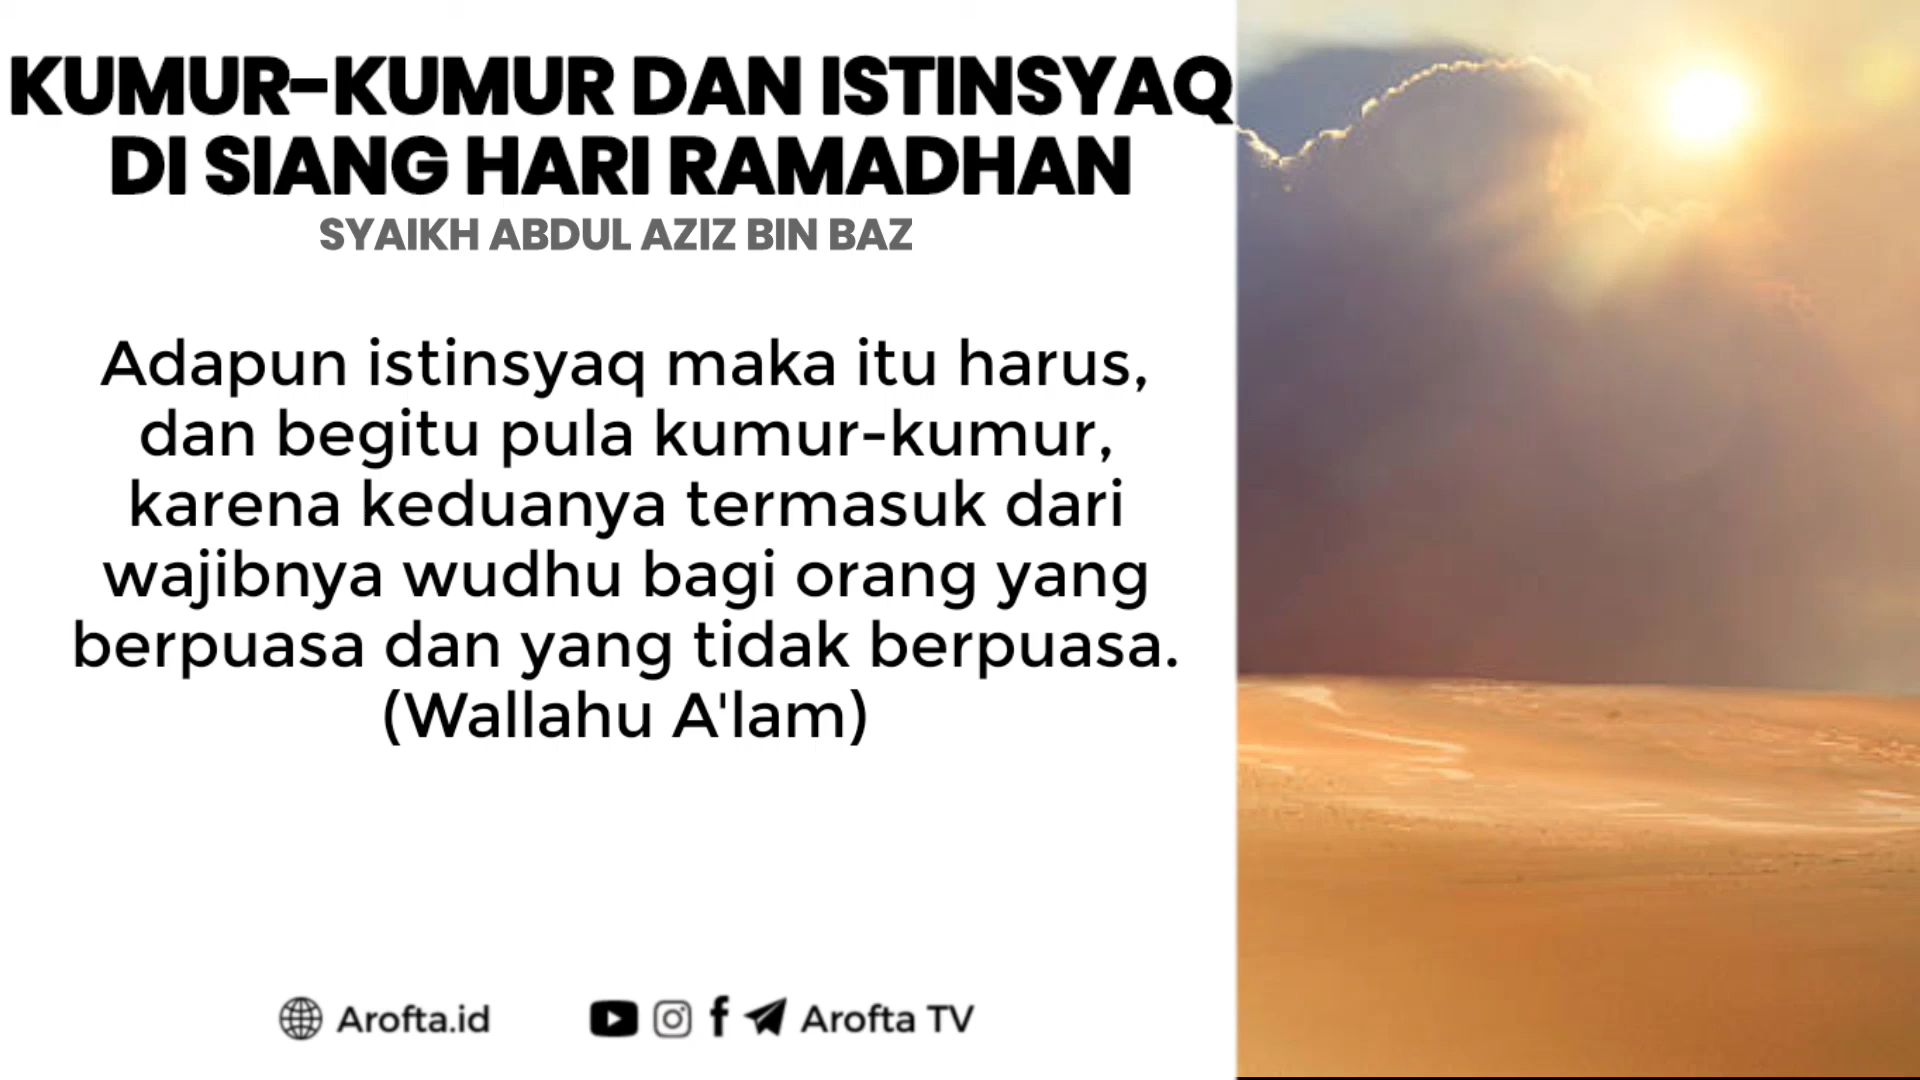 KUMUR-KUMUR DAN ISTINSYAQ
DI SIANG HARI RAMADHAN
SYAIKH ABDUL AZIZ BIN BAZ
Adapun istinsyaq maka itu harus,
dan begitu pula kumur-kumur,
karena keduanya termasuk dari
wajibnya wudhu bagi orang yang
berpuasa dan yang tidak berpuasa.
(Wallahu A'lam)
Arofta.id
Arofta TV